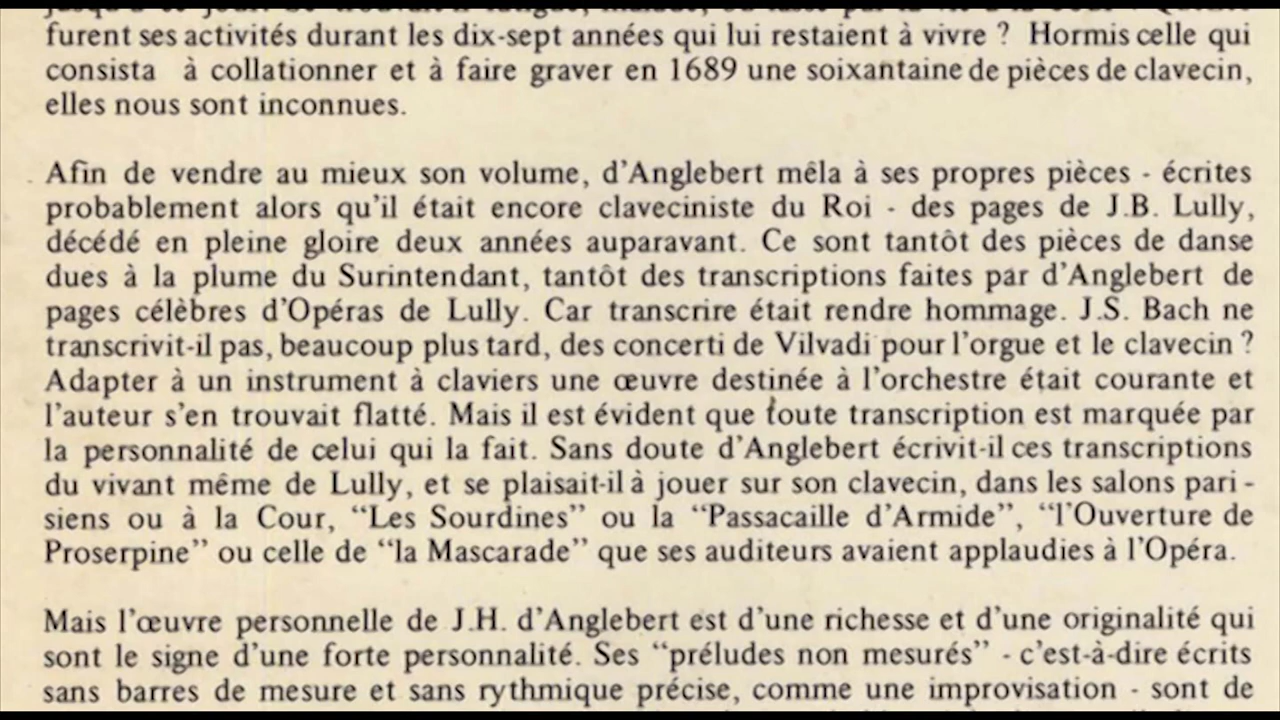 furent ses activités durant les dix-sept années qui lui restaient à vivre ? Hormis celle qui
consista à collationner et à faire graver en 1689 une soixantaine de pièces de clavecin,
elles nous sont inconnues.
Afin de vendre au mieux son volume, d'Anglebert mêla à ses propres pièces - écrites
probablement alors qu'il était encore claveciniste du Roi - des pages de J.B. Lully,
décédé en pleine gloire deux années auparavant. Ce sont tantôt des pièces de danse
dues à la plume du Surintendant, tantôt des transcriptions faites par d'Anglebert de
pages célèbres d'Opéras de Lully. Car transcrire était rendre hommage. J.S. Bach ne
transcrivit-il pas, beaucoup plus tard, des concerti de Vilvadi pour l'orgue et le clavecin ?
Adapter à un instrument à claviers une œuvre destinée à l'orchestre était courante et
l'auteur s'en trouvait flatté. Mais il est évident que toute transcription est marquée par
la personnalité de celui qui la fait. Sans doute d'Anglebert écrivit-il ces transcriptions
du vivant même de Lully, et se plaisait-il à jouer sur son clavecin, dans les salons pari-
siens ou à la Cour, "Les Sourdines" ou la "Passacaille d'Armide", "l'Ouverture de
Proserpine" ou celle de "la Mascarade" que ses auditeurs avaient applaudies à l'Opéra.
Mais l'œuvre personnelle de J.H. d'Anglebert est d'une richesse et d'une originalité qui
sont le signe d'une forte personnalité. Ses "préludes non mesurés" - c'est-à-dire écrits
sans barres de mesure et sans rythmique précise, comme une improvisation - sont de